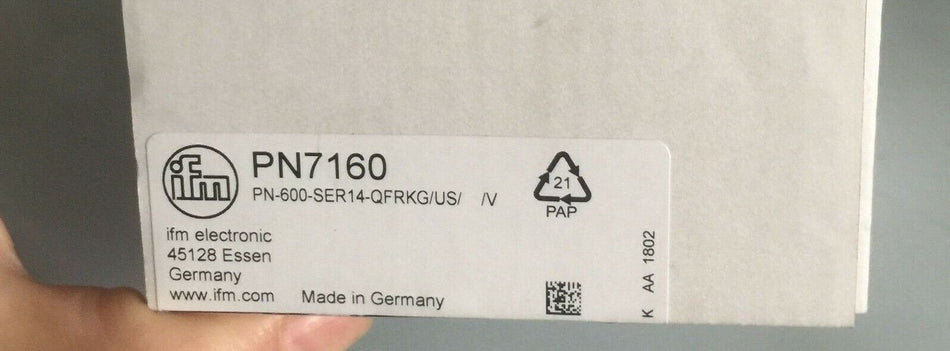 ifm
PN7160
PN-600-SER14-QFRKG/US/ /V
21
PAP
ifm electronic
45128 Essen
Germany
www.ifm.com Made in Germany
K AA 1802